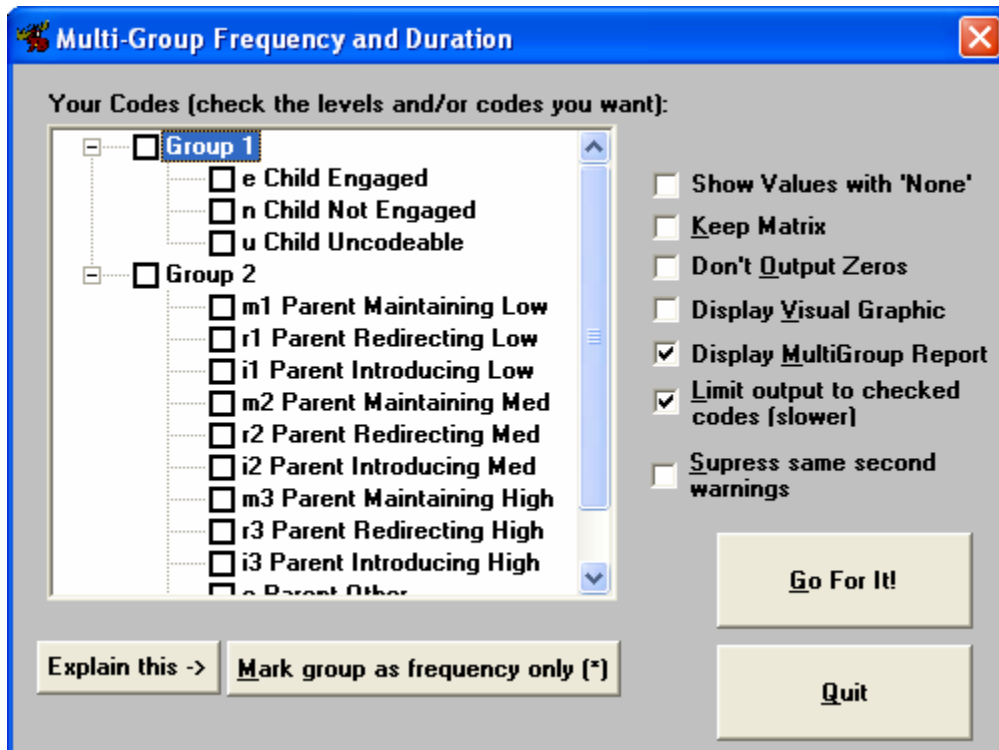 Multi-Group Frequency and Duration
Your Codes (check the levels and/or codes you want):
Group 1
e Child Engaged
n Child Not Engaged
u Child Uncodeable
Group 2
m1 Parent Maintaining Low
r1 Parent Redirecting Low
i1 Parent Introducing Low
m2 Parent Maintaining Med
r2 Parent Redirecting Med
i2 Parent Introducing Med
m3 Parent Maintaining High
r3 Parent Redirecting High
i3 Parent Introducing High
o Parent Other
Show Values with 'None'
Keep Matrix
Don't Output Zeros
Display Visual Graphic
Display MultiGroup Report
Limit output to checked
codes (slower)
Supress same second
warnings
Go For It!
Explain this ->
Mark group as frequency only (*)
Quit